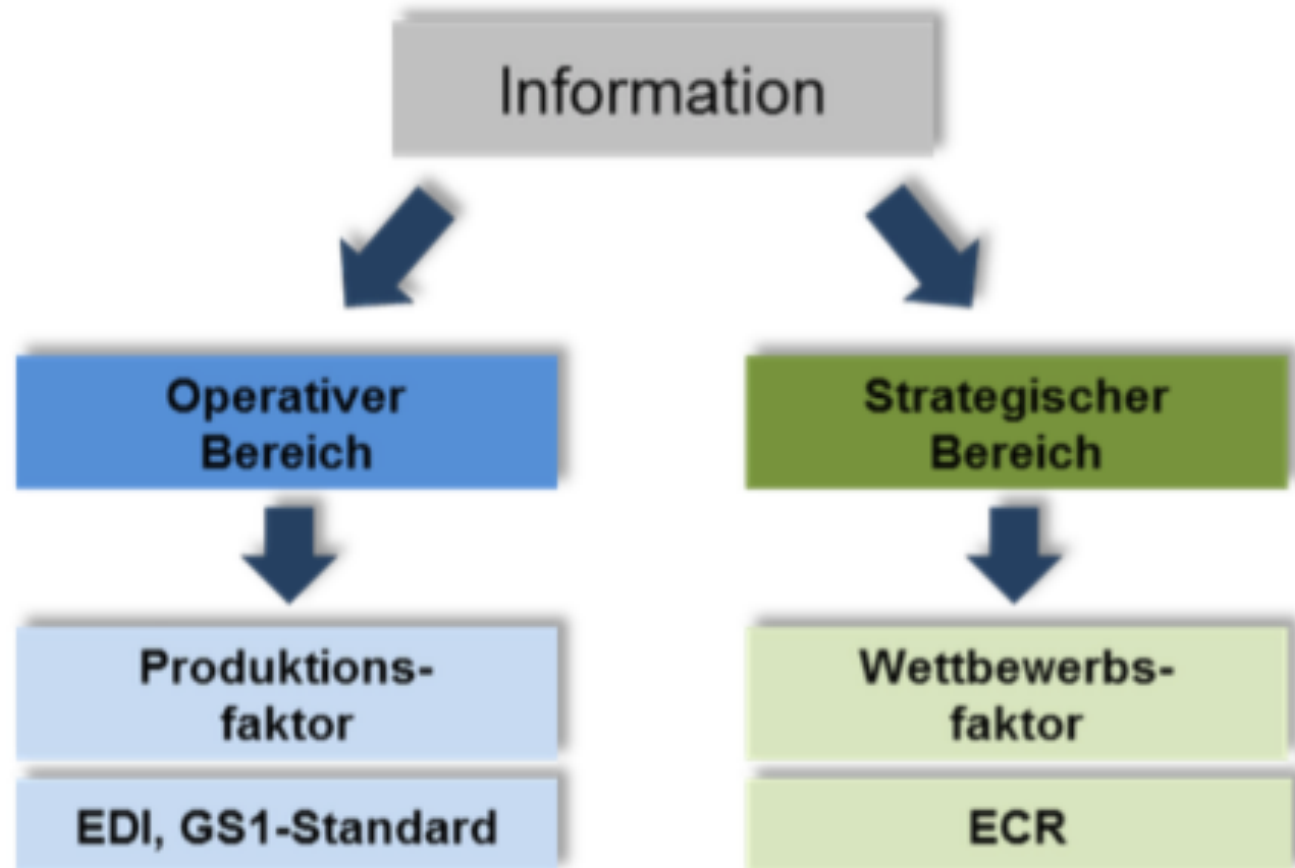 Information
Operativer
Bereich
Strategischer
Bereich
Produktions-
faktor
Wettbewerbs-
faktor
EDI, GS1-Standard
ECR